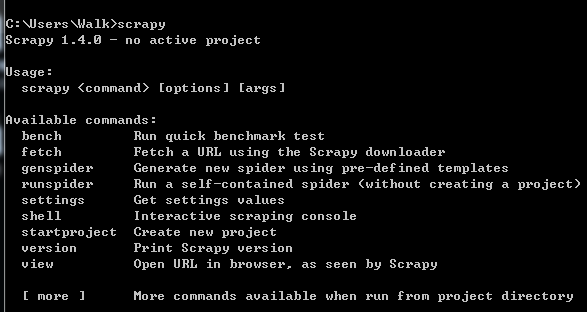 C:\Users\Walk>scrapy
Scrapy 1.4.0 - no active project
Usage:
scrapy <command> [options] [args]
Available commands:
bench Run quick benchmark test
fetch Fetch a URL using the Scrapy downloader
genspider Generate new spider using pre-defined templates
runspider Run a self-contained spider (without creating a project)
settings Get settings values
shell Interactive scraping console
startproject Create new project
version Print Scrapy version
view Open URL in browser, as seen by Scrapy
[ more ] More commands available when run from project directory